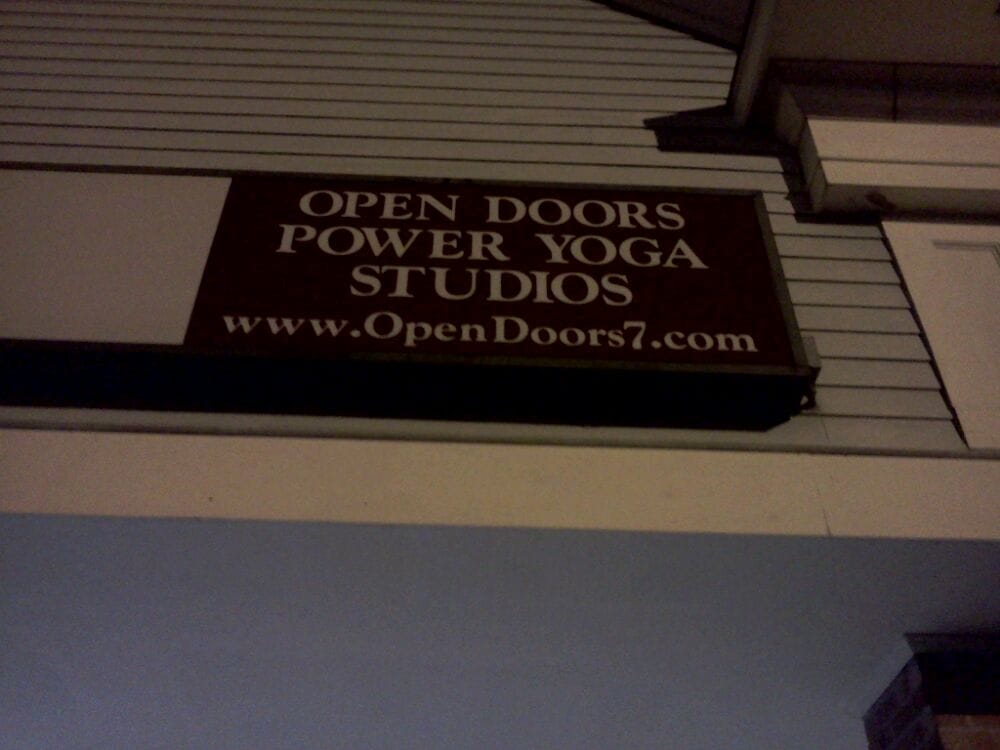 OPEN DOORS
POWER YOGA
STUDIOS
www.OpenDoors7.com